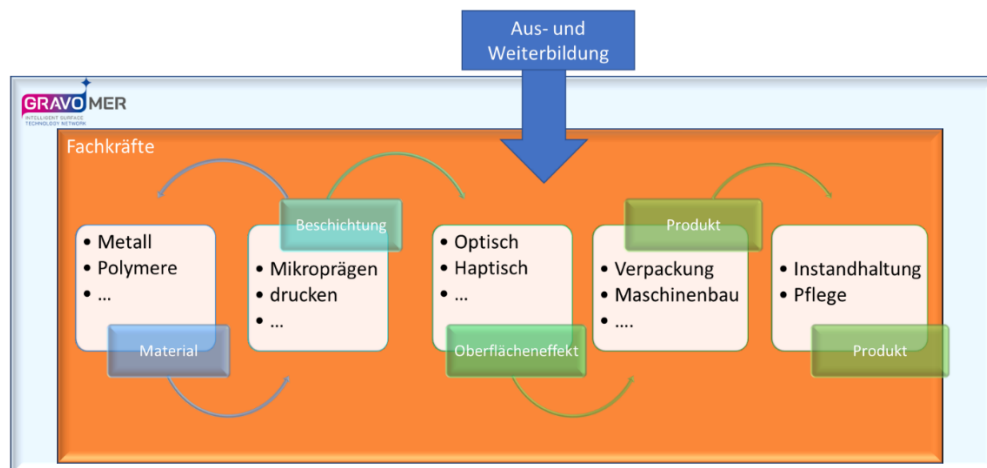 Aus- und
Weiterbildung
GRAVOMER
INTELLIGENT SURFACE
TECHNOLOGY NETWORK
Fachkräfte
• Metall
• Polymere
• ...
Material
Beschichtung
• Mikroprägen
• drucken
• ...
• Optisch
• Haptisch
• ...
Oberflächeneffekt
Produkt
• Verpackung
• Maschinenbau
• ....
• Instandhaltung
• Pflege
Produkt